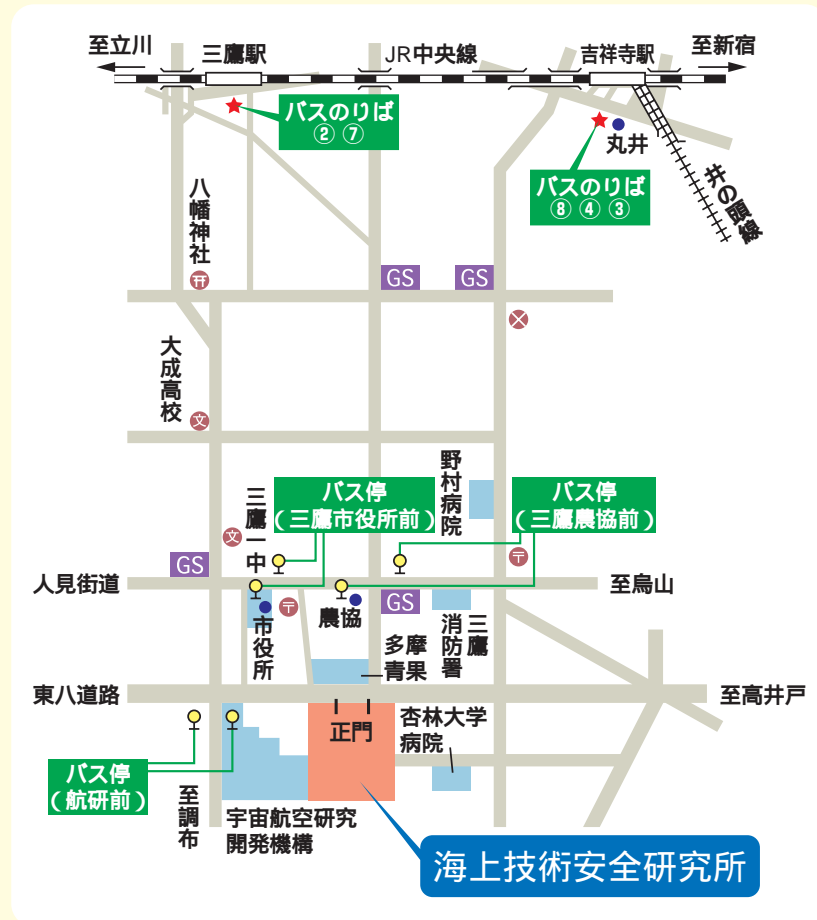 至立川
三鷹駅
JR中央線
吉祥寺駅
至新宿
バスのりば
② ⑦
丸井
バスのりば
⑧ ④ ③
井の頭線
八幡神社
GS
GS
大成高校
文
野村病院
バス停
（三鷹市役所前）
バス停
（三鷹農協前）
三鷹一中
文
GS
〒
人見街道
至烏山
市役所
〒
農協
GS
三鷹
消防署
多摩
青果
東八道路
至高井戸
正門
杏林大学
病院
バス停
（航研前）
至調布
宇宙航空研究
開発機構
海上技術安全研究所